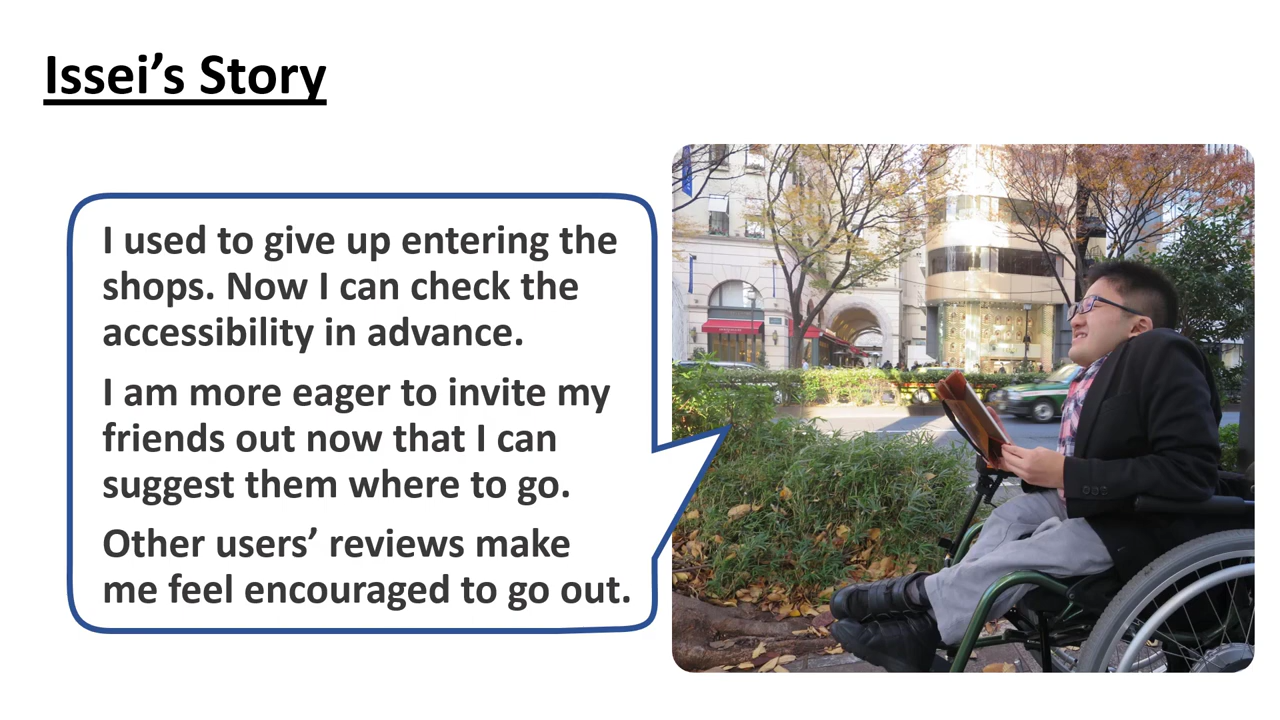 Issei’s Story
I used to give up entering the
shops. Now I can check the
accessibility in advance.
I am more eager to invite my
friends out now that I can
suggest them where to go.
Other users’ reviews make
me feel encouraged to go out.